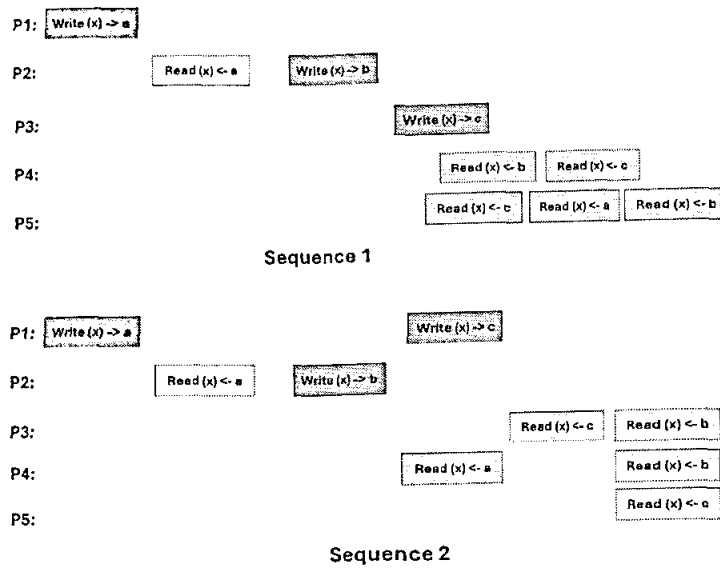 P1: Write (x) -> a
P2: Read (x) <- a Write (x) -> b
P3: Write (x) -> c
P4: Read (x) <- b Read (x) <- c
P5: Read (x) <- c Read (x) <- a Read (x) <- b
Sequence 1
P1: Write (x) -> a Write (x) -> c
P2: Read (x) <- a Write (x) -> b
P3: Read (x) <- c Read (x) <- b
P4: Read (x) <- a Read (x) <- b
P5: Read (x) <- c
Sequence 2